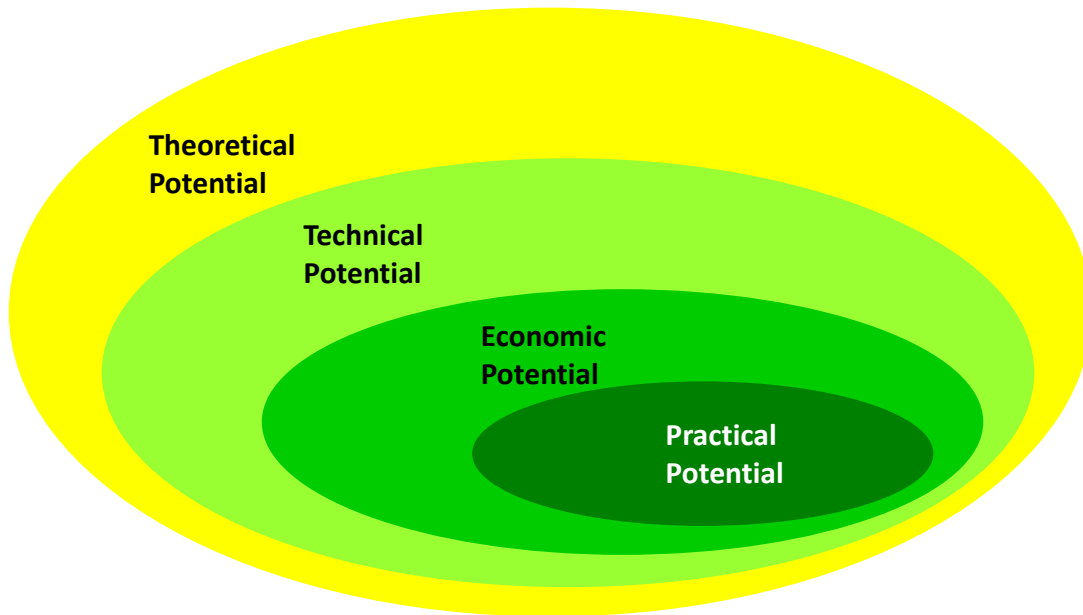 Theoretical
Potential
Technical
Potential
Economic
Potential
Practical
Potential